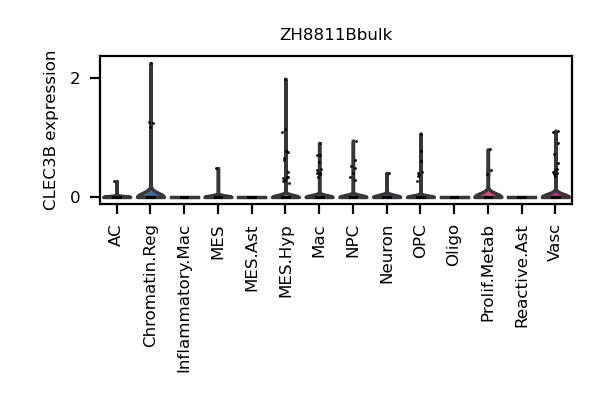 ZH8811Bbulk
CLEC3B expression
2
0
AC
Chromatin.Reg
Inflammatory.Mac
MES
MES.Ast
MES.Hyp
Mac
NPC
Neuron
OPC
Oligo
Prolif.Metab
Reactive.Ast
Vasc